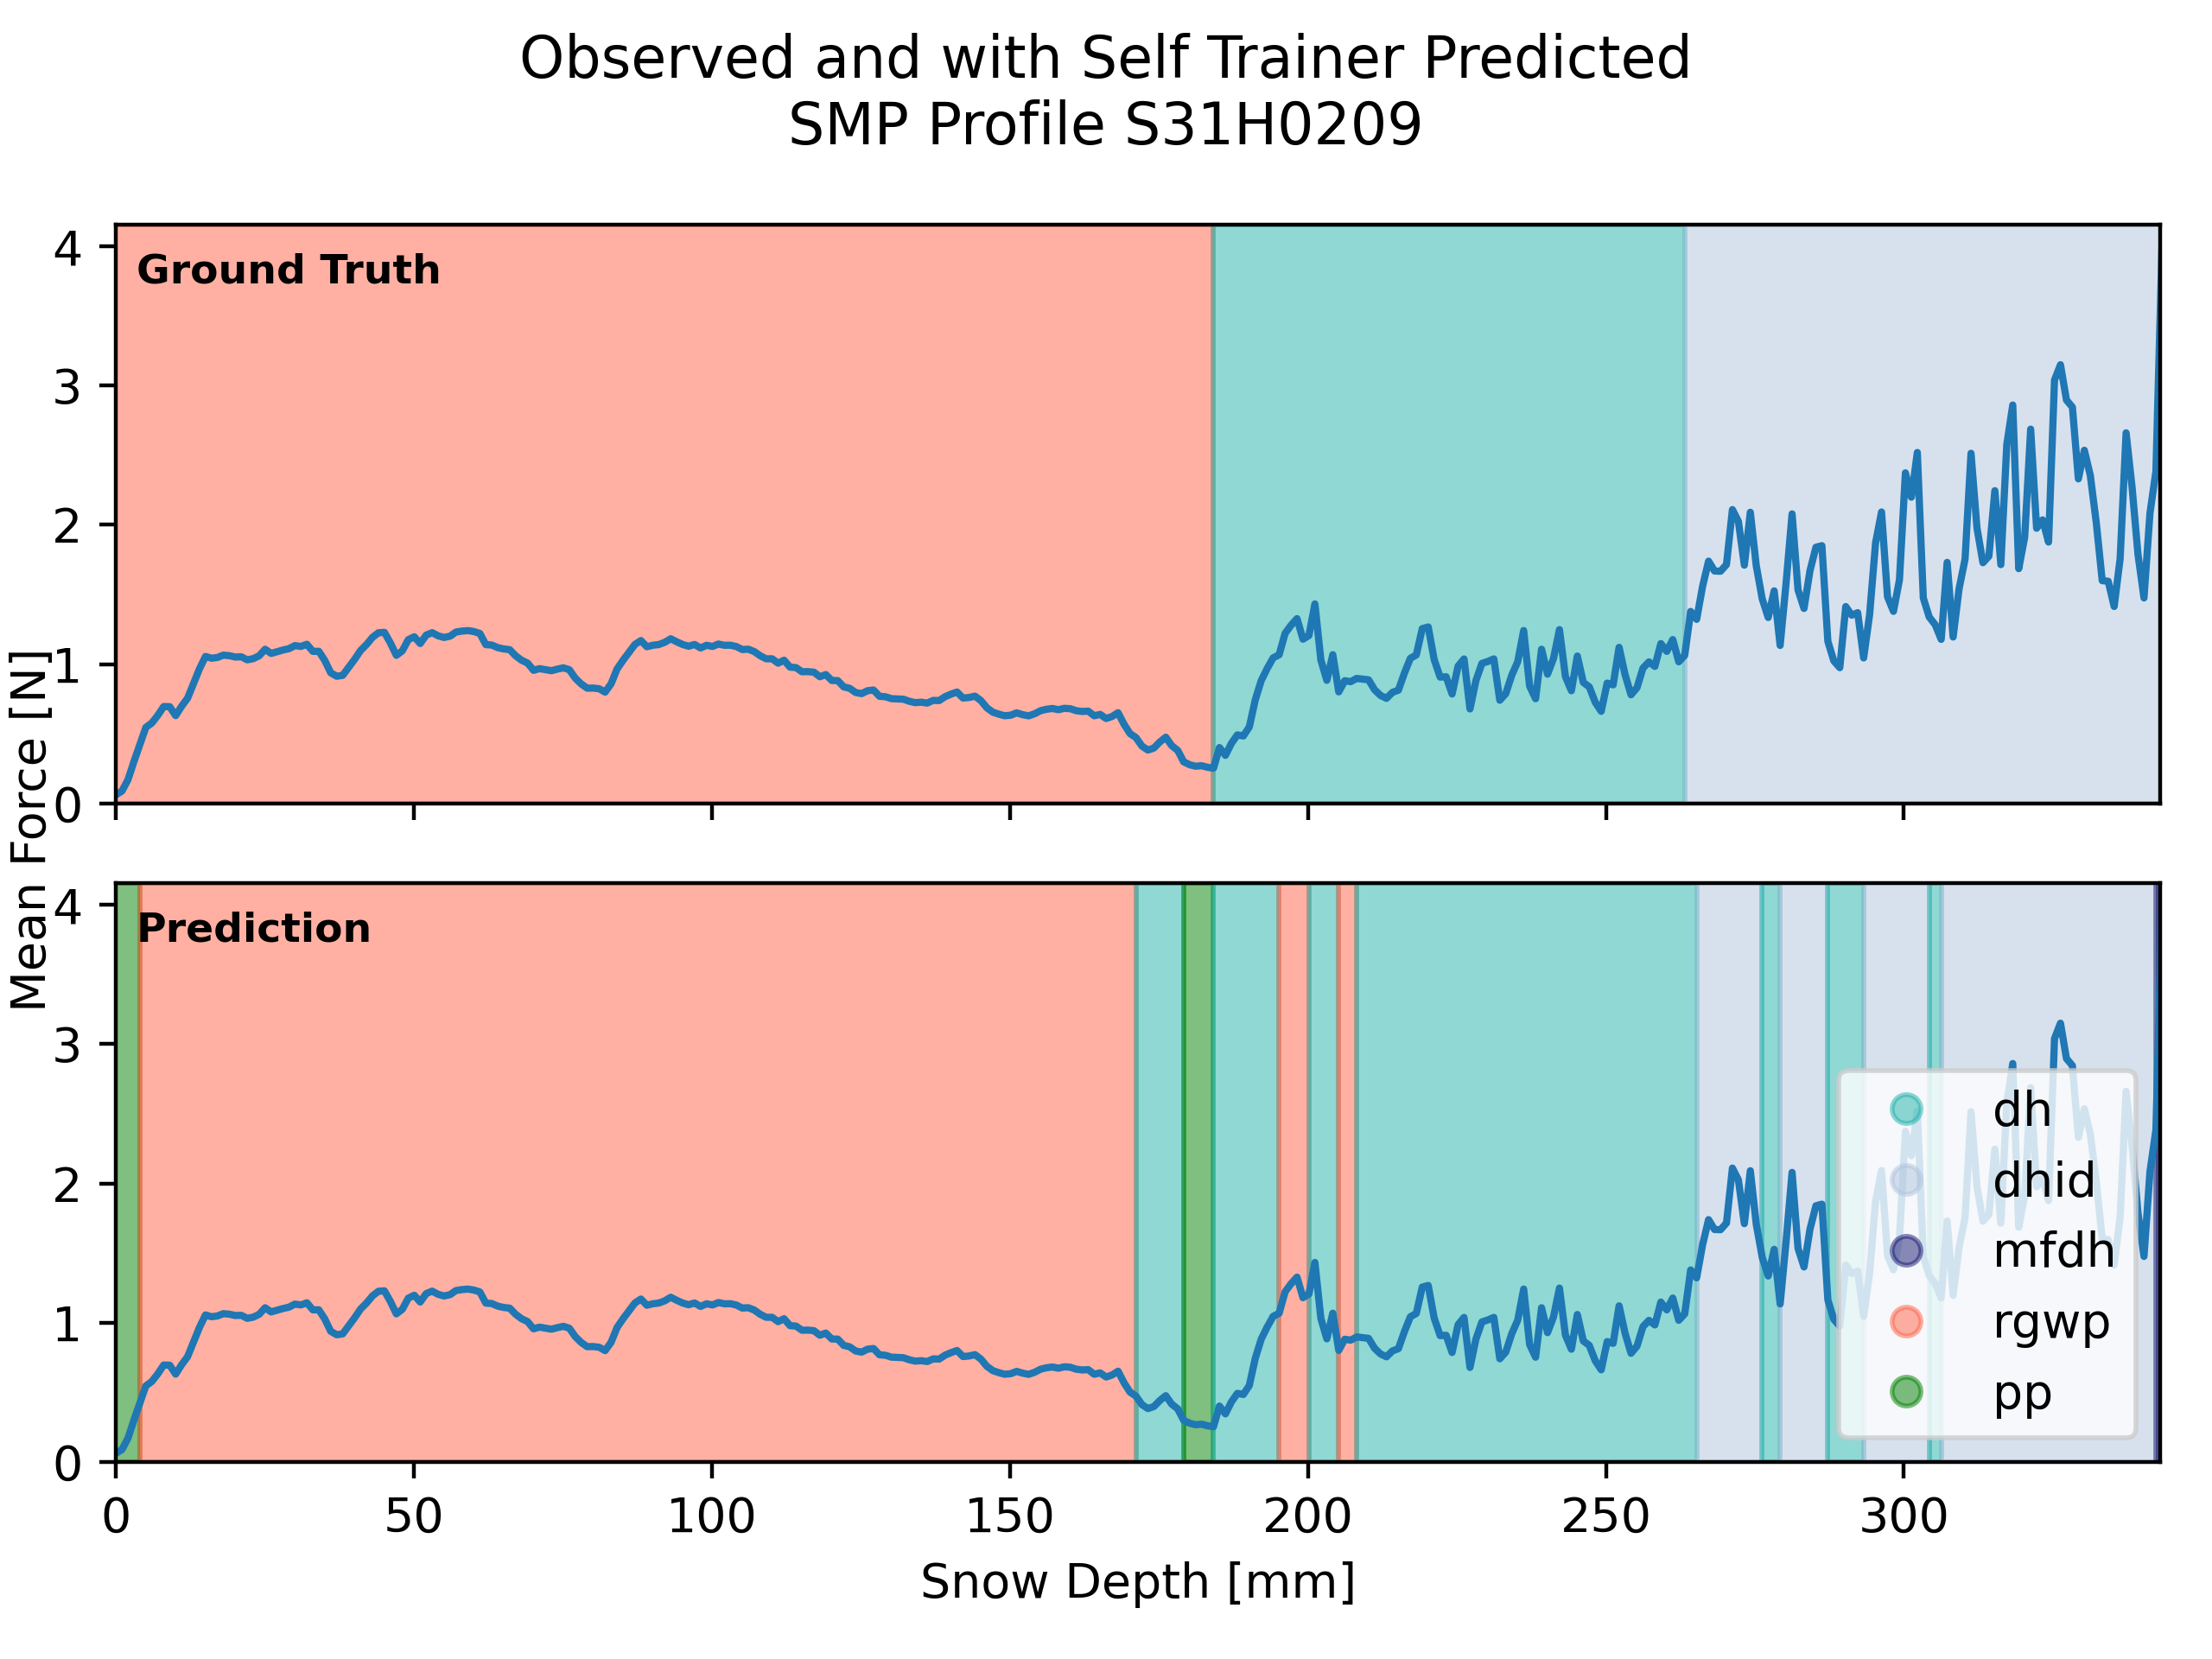 Observed and with Self Trainer Predicted
SMP Profile S31H0209
Ground Truth
4
3
2
1
0
Mean Force [N]
Prediction
4
3
2
1
0
dh
dhid
mfdh
rgwp
pp
0 50 100 150 200 250 300
Snow Depth [mm]